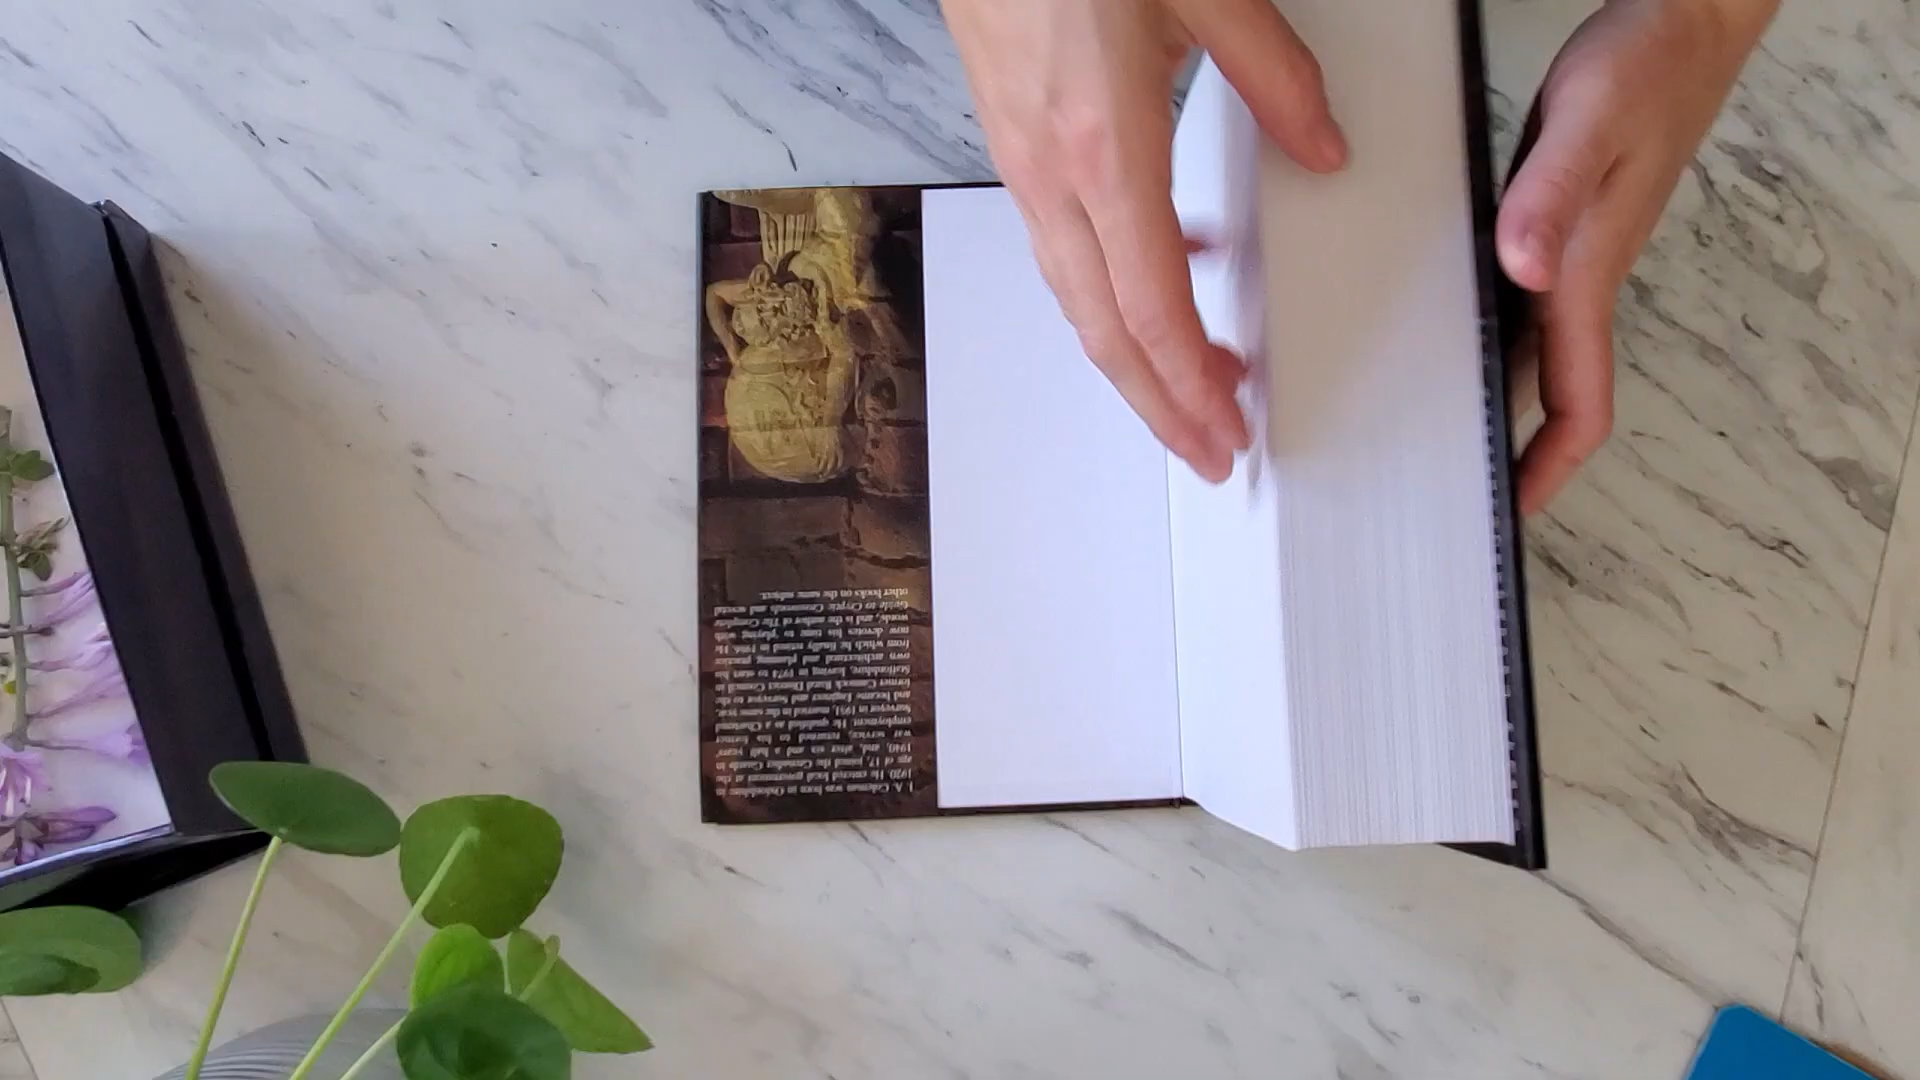 J. A. Coleman was born in Oxfordshire in
1920. He entered local government at the
age of 17, joined the Grenadier Guards in
1940, and, after six and a half years'
war service, returned to his former
employment. He qualified as a Chartered
Surveyor in 1951, married in the same year,
and became Engineer and Surveyor to the
former Cannock Rural District Council in
Staffordshire, leaving in 1974 to start his
own architectural and planning practice
from which he finally retired in 1986. He
now devotes his time to 'playing with
words', and is the author of The Complete
Guide to Cryptic Crosswords and several
other books on the same subject.